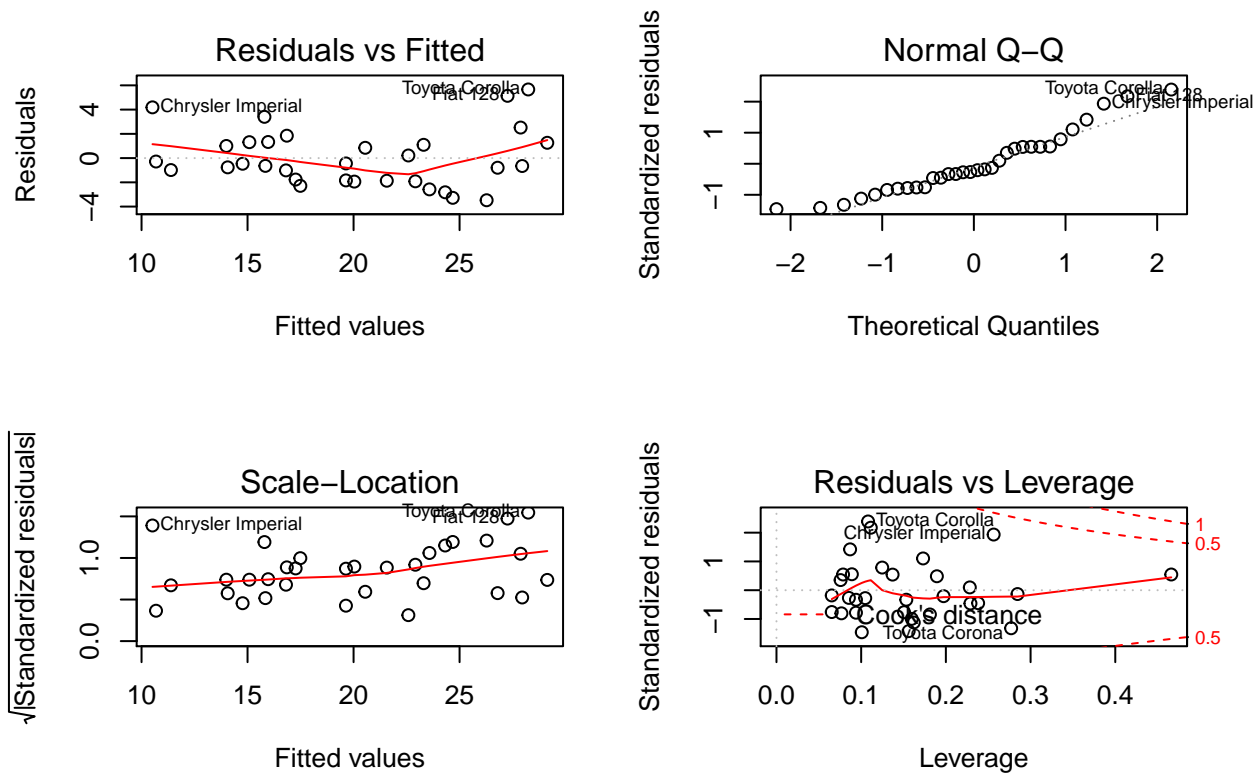 Residuals vs Fitted
Residuals
4
0
−4
Toyota Corolla
Fiat 128
Chrysler Imperial
10
15
20
25
Fitted values
Normal Q−Q
Standardized residuals
1
−1
Toyota Corolla
Fiat 128
Chrysler Imperial
−2
−1
0
1
2
Theoretical Quantiles
Scale−Location
√|Standardized residuals|
1.0
0.0
Toyota Corolla
Fiat 128
Chrysler Imperial
10
15
20
25
Fitted values
Residuals vs Leverage
Standardized residuals
1
−1
Toyota Corolla
Chrysler Imperial
Cook's distance
Toyota Corona
1
0.5
0.5
0.0
0.1
0.2
0.3
0.4
Leverage